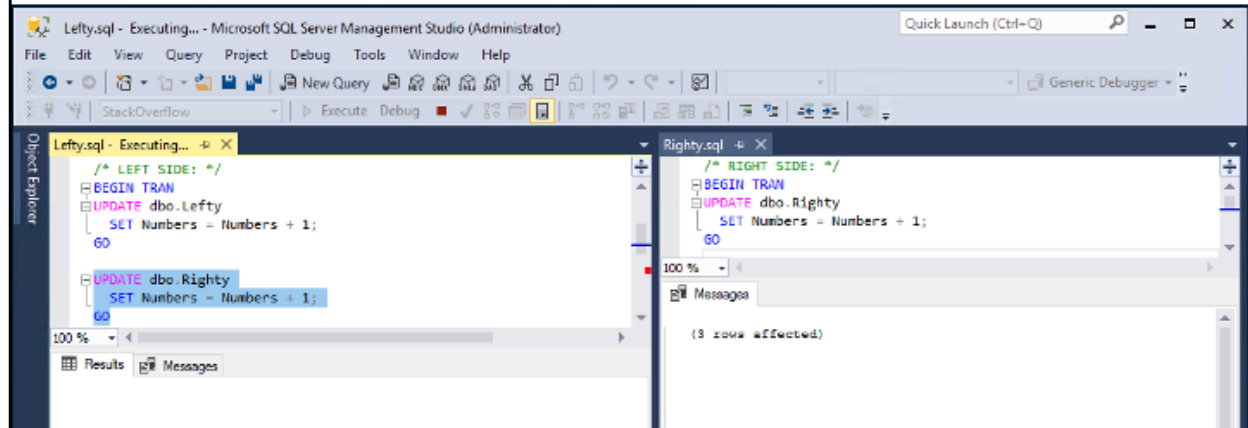 Lefty.sql - Executing... - Microsoft SQL Server Management Studio (Administrator)
Quick Launch (Ctrl+Q)
File Edit View Query Project Debug Tools Window Help
New Query
Generic Debugger
StackOverflow
Execute Debug
Object Explorer
Lefty.sql - Executing...
/* LEFT SIDE: */
BEGIN TRAN
UPDATE dbo.Lefty
SET Numbers = Numbers + 1;
GO
UPDATE dbo.Righty
SET Numbers = Numbers + 1;
GO
100 %
Results Messages
Righty.sql
/* RIGHT SIDE: */
BEGIN TRAN
UPDATE dbo.Righty
SET Numbers = Numbers + 1;
GO
100 %
Messages
(3 rows affected)